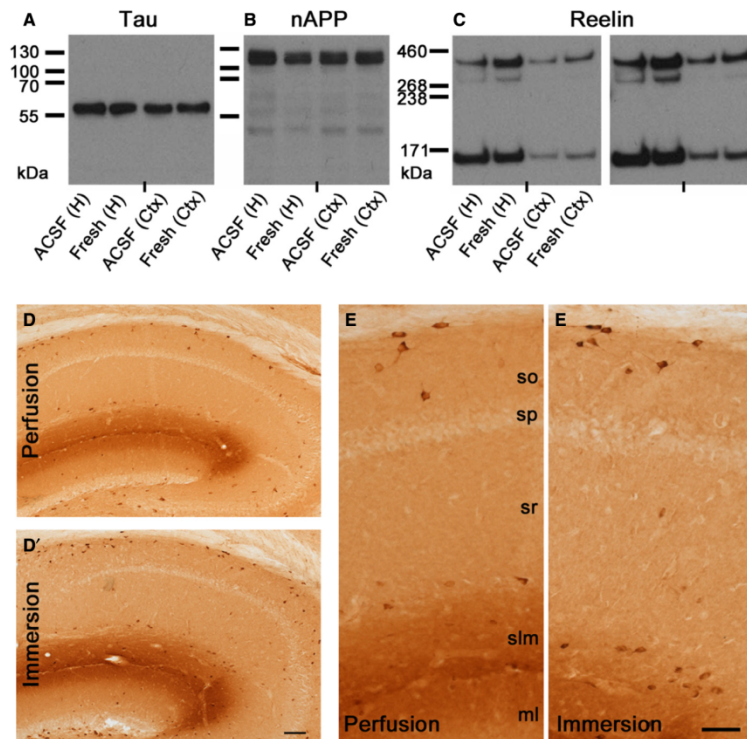 A Tau B nAPP C Reelin
130
100
70
55
kDa
460
268
238
171
kDa
ACSF (H)
Fresh (H)
ACSF (Ctx)
Fresh (Ctx)
ACSF (H)
Fresh (H)
ACSF (Ctx)
Fresh (Ctx)
ACSF (H)
Fresh (H)
ACSF (Ctx)
Fresh (Ctx)
D
Perfusion
D′
Immersion
E
so
sp
sr
slm
ml
Perfusion
E
Immersion